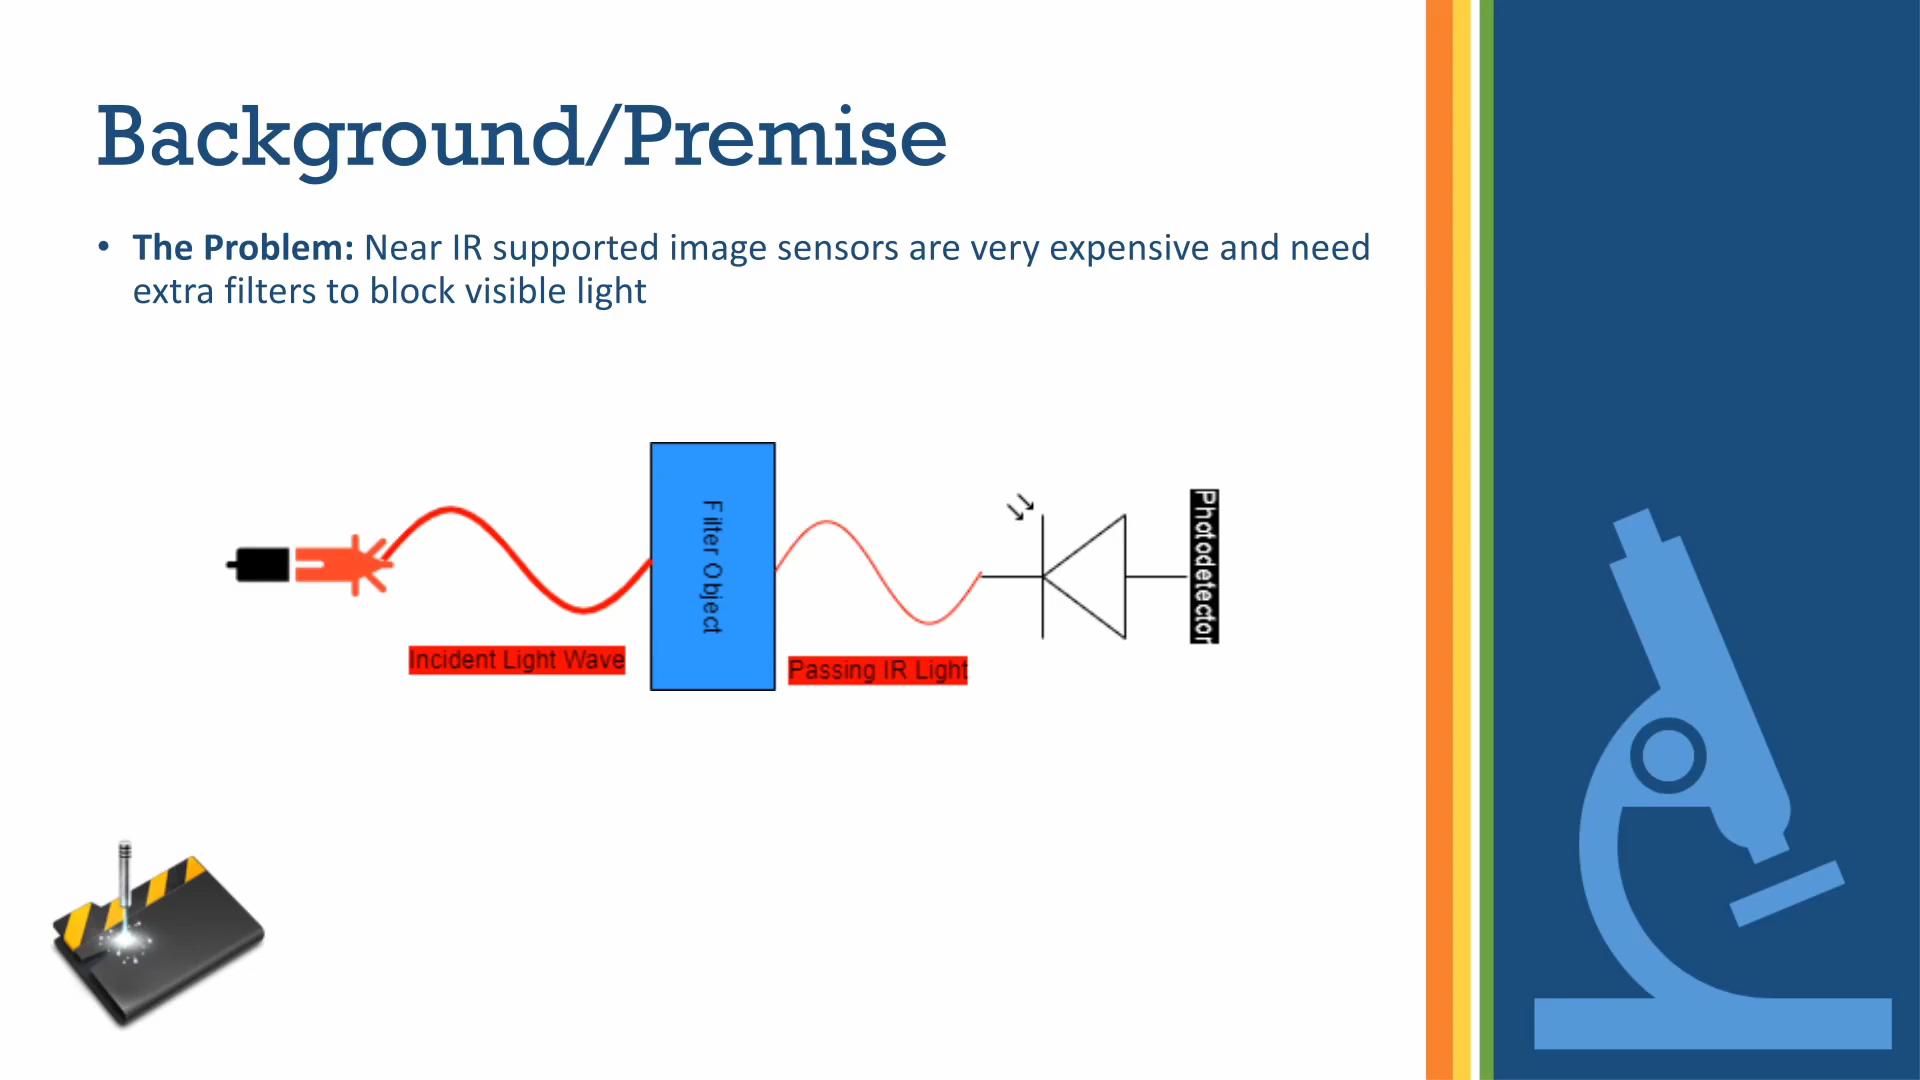 Background/Premise
• The Problem: Near IR supported image sensors are very expensive and need
extra filters to block visible light
Filter Object
Photodetector
Incident Light Wave
Passing IR Light